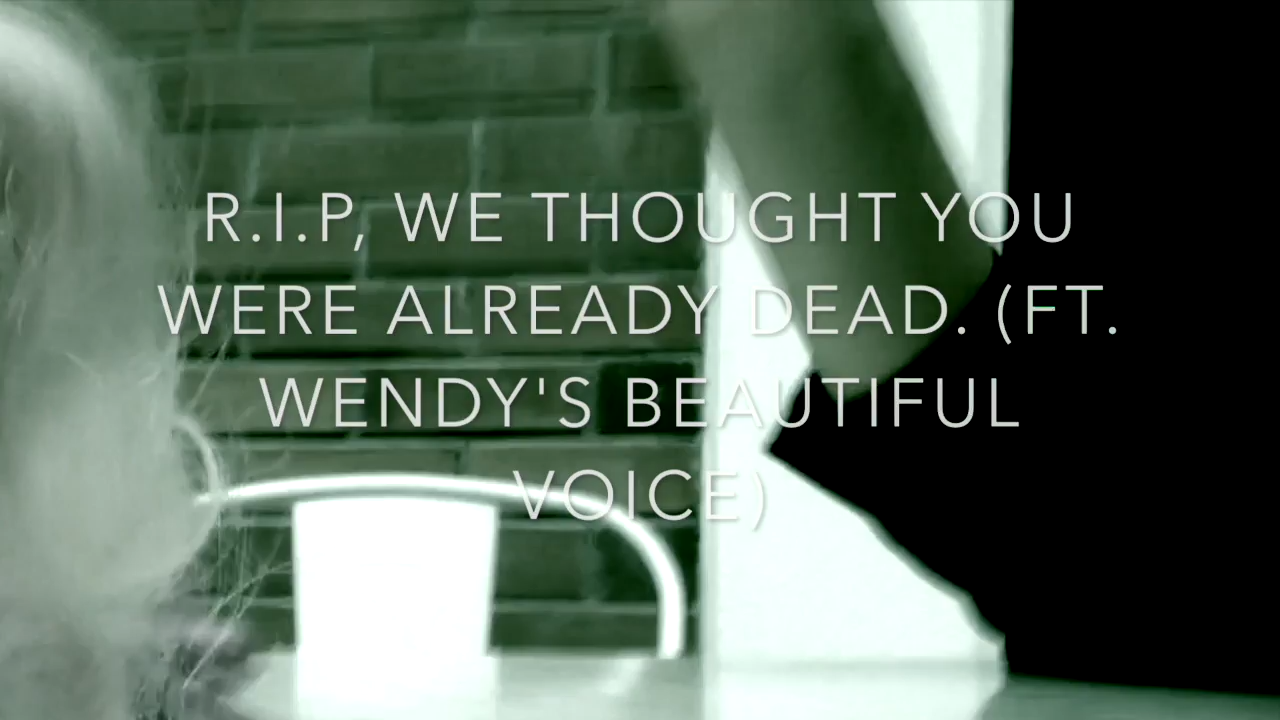 R.I.P, WE THOUGHT YOU
WERE ALREADY DEAD. (FT.
WENDY'S BEAUTIFUL
VOICE)